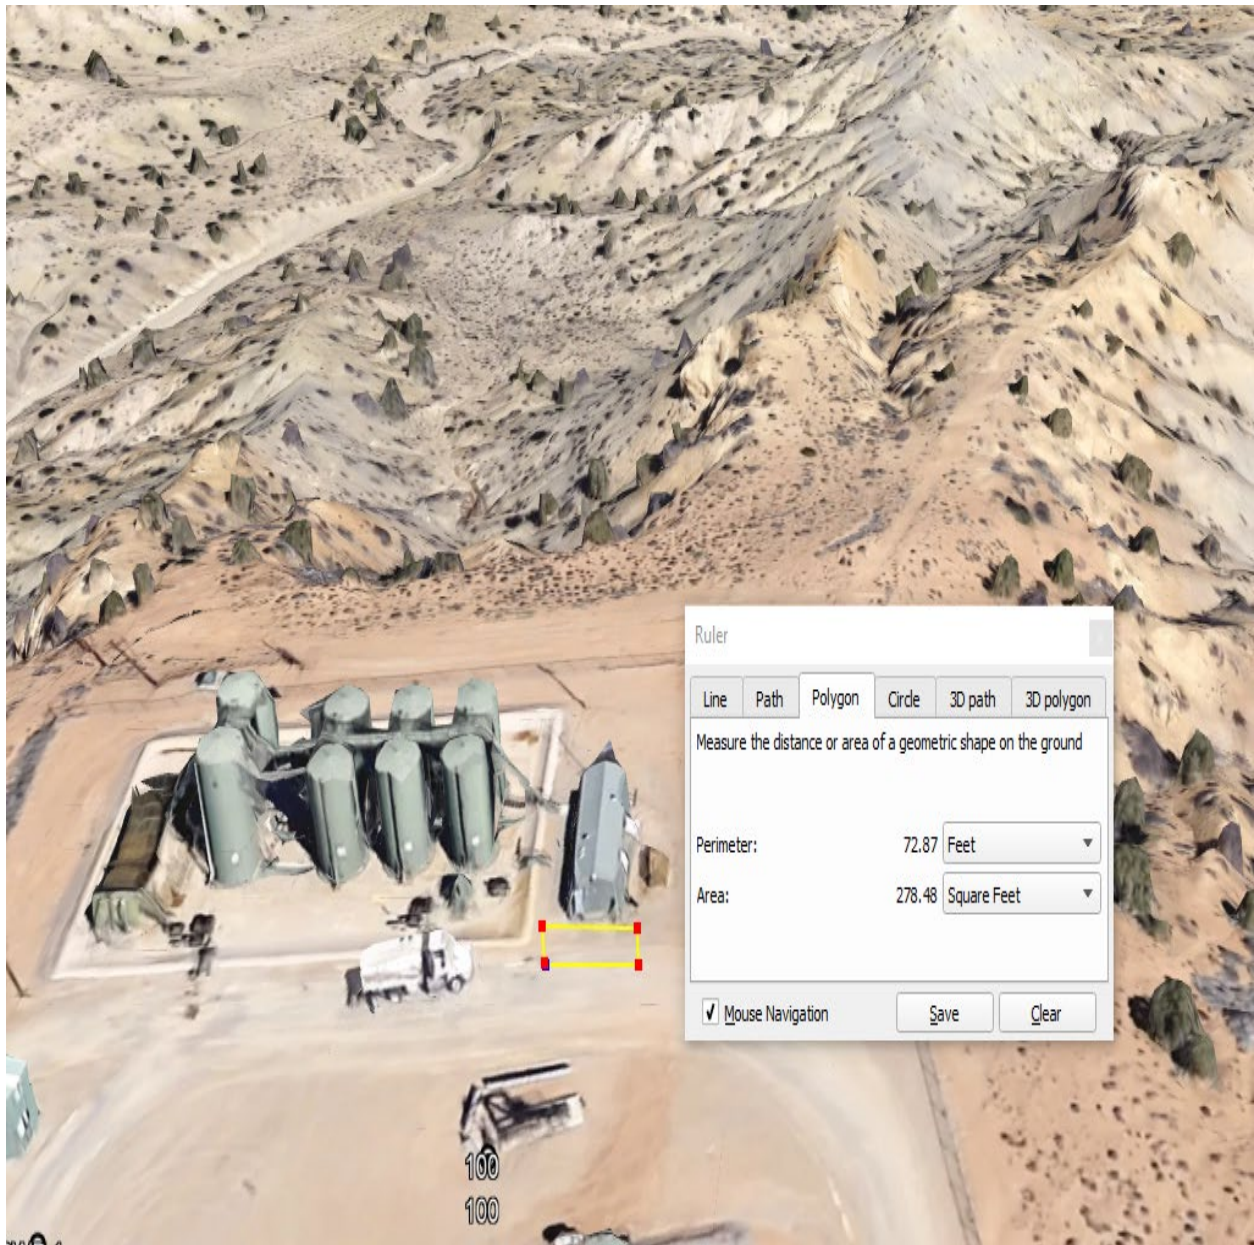 Ruler
Line Path Polygon Circle 3D path 3D polygon
Measure the distance or area of a geometric shape on the ground
Perimeter: 72.87 Feet
Area: 278.48 Square Feet
Mouse Navigation Save Clear
100
100